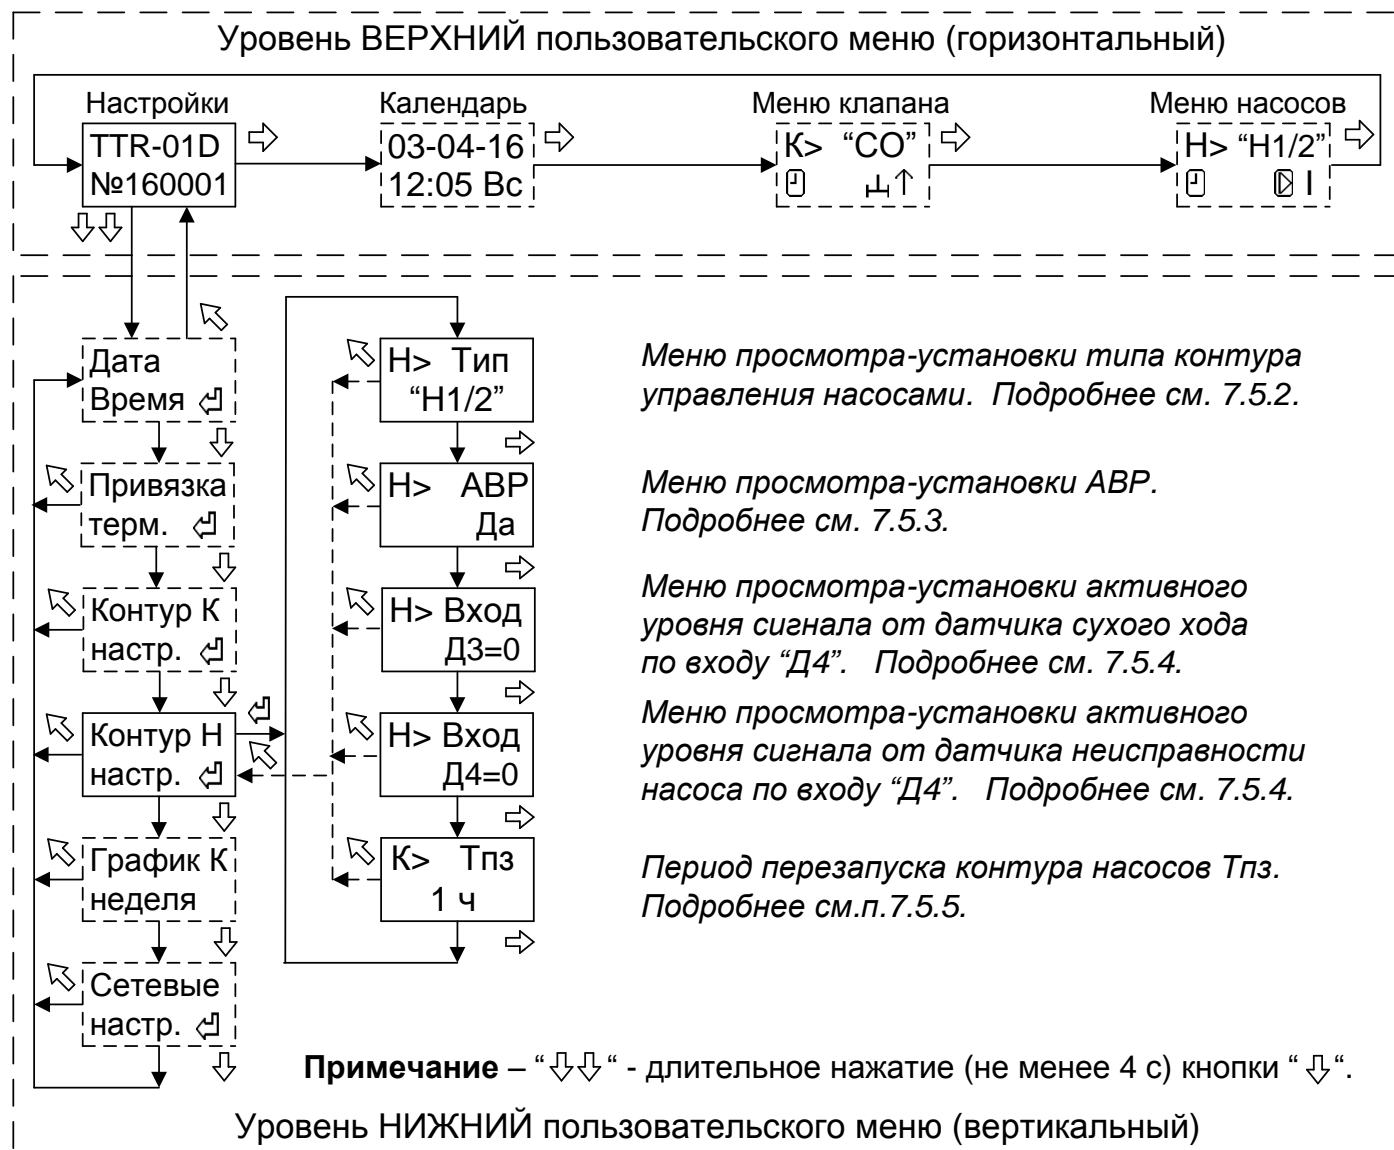 Уровень ВЕРХНИЙ пользовательского меню (горизонтальный)
Настройки
TTR-01D
№160001
Календарь
03-04-16
12:05 Вс
Меню клапана
К> “СО”
Меню насосов
Н> “Н1/2”
I
Дата
Время
Привязка
терм.
Контур К
настр.
Контур Н
настр.
График К
неделя
Сетевые
настр.
Н> Тип
“Н1/2”
Н> АВР
Да
Н> Вход
Д3=0
Н> Вход
Д4=0
К> Тпз
1 ч
Меню просмотра-установки типа контура
управления насосами. Подробнее см. 7.5.2.
Меню просмотра-установки АВР.
Подробнее см. 7.5.3.
Меню просмотра-установки активного
уровня сигнала от датчика сухого хода
по входу “Д4”. Подробнее см. 7.5.4.
Меню просмотра-установки активного
уровня сигнала от датчика неисправности
насоса по входу “Д4”. Подробнее см. 7.5.4.
Период перезапуска контура насосов Тпз.
Подробнее см.п.7.5.5.
Примечание – “⇩⇩“ - длительное нажатие (не менее 4 с) кнопки “ ⇩“.
Уровень НИЖНИЙ пользовательского меню (вертикальный)